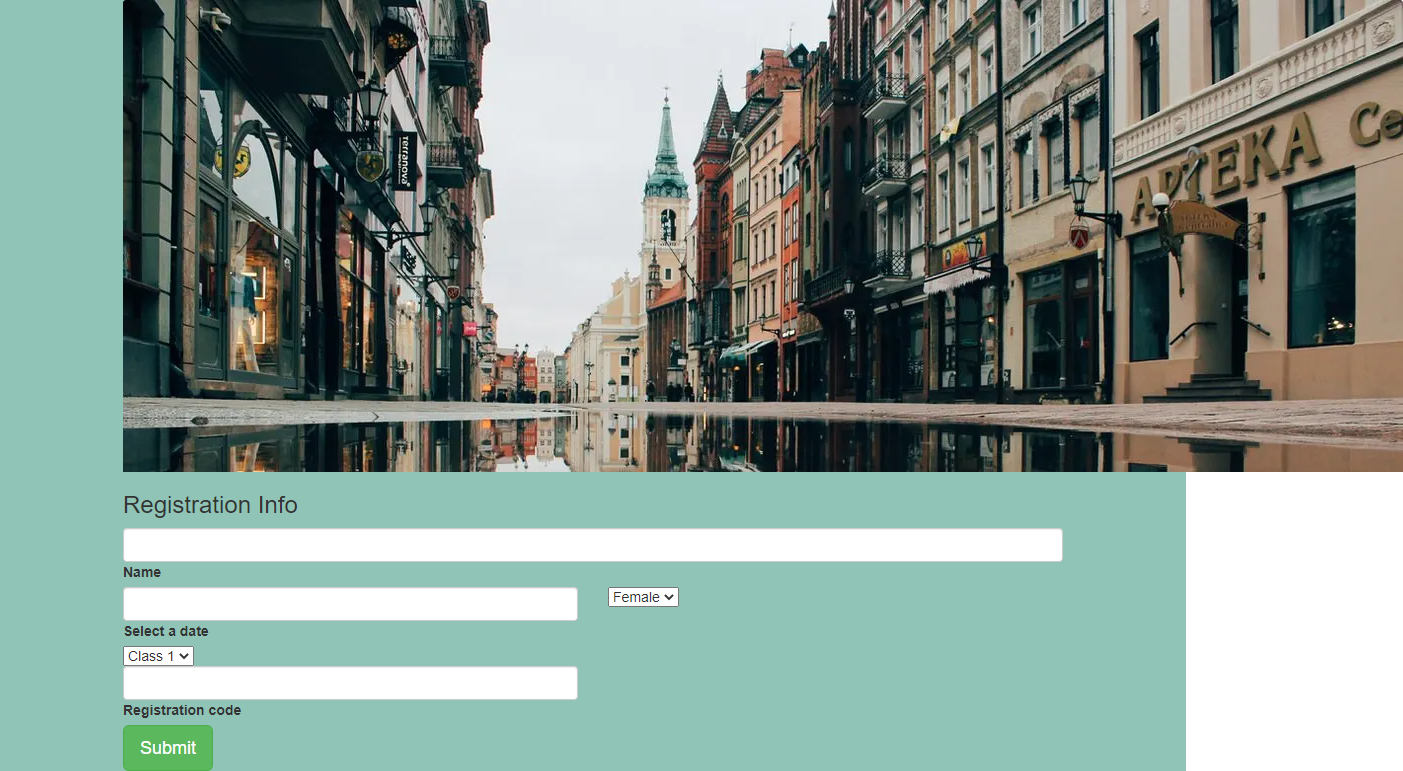 terranova
APTEKA Ce
Registration Info
Name
Female
Select a date
Class 1
Registration code
Submit